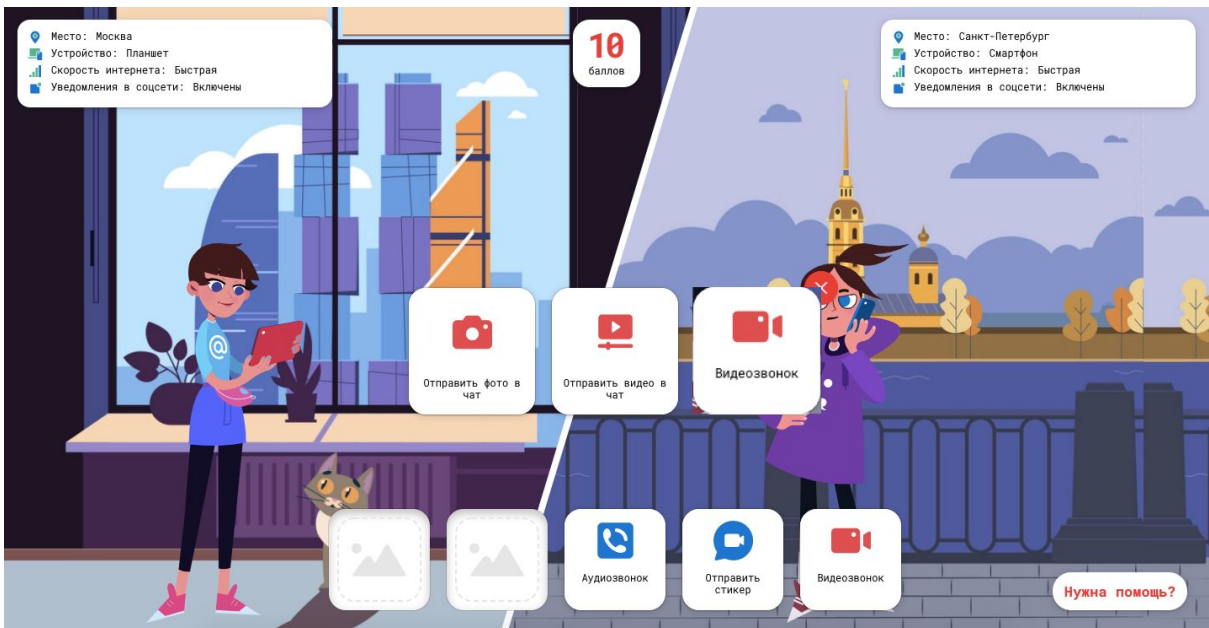 Место: Москва
Устройство: Планшет
Скорость интернета: Быстрая
Уведомления в соцсети: Включены
10
баллов
Место: Санкт-Петербург
Устройство: Смартфон
Скорость интернета: Быстрая
Уведомления в соцсети: Включены
@
Отправить фото в
чат
Отправить видео в
чат
Видеозвонок
Аудиозвонок
Отправить
стикер
Видеозвонок
Нужна помощь?